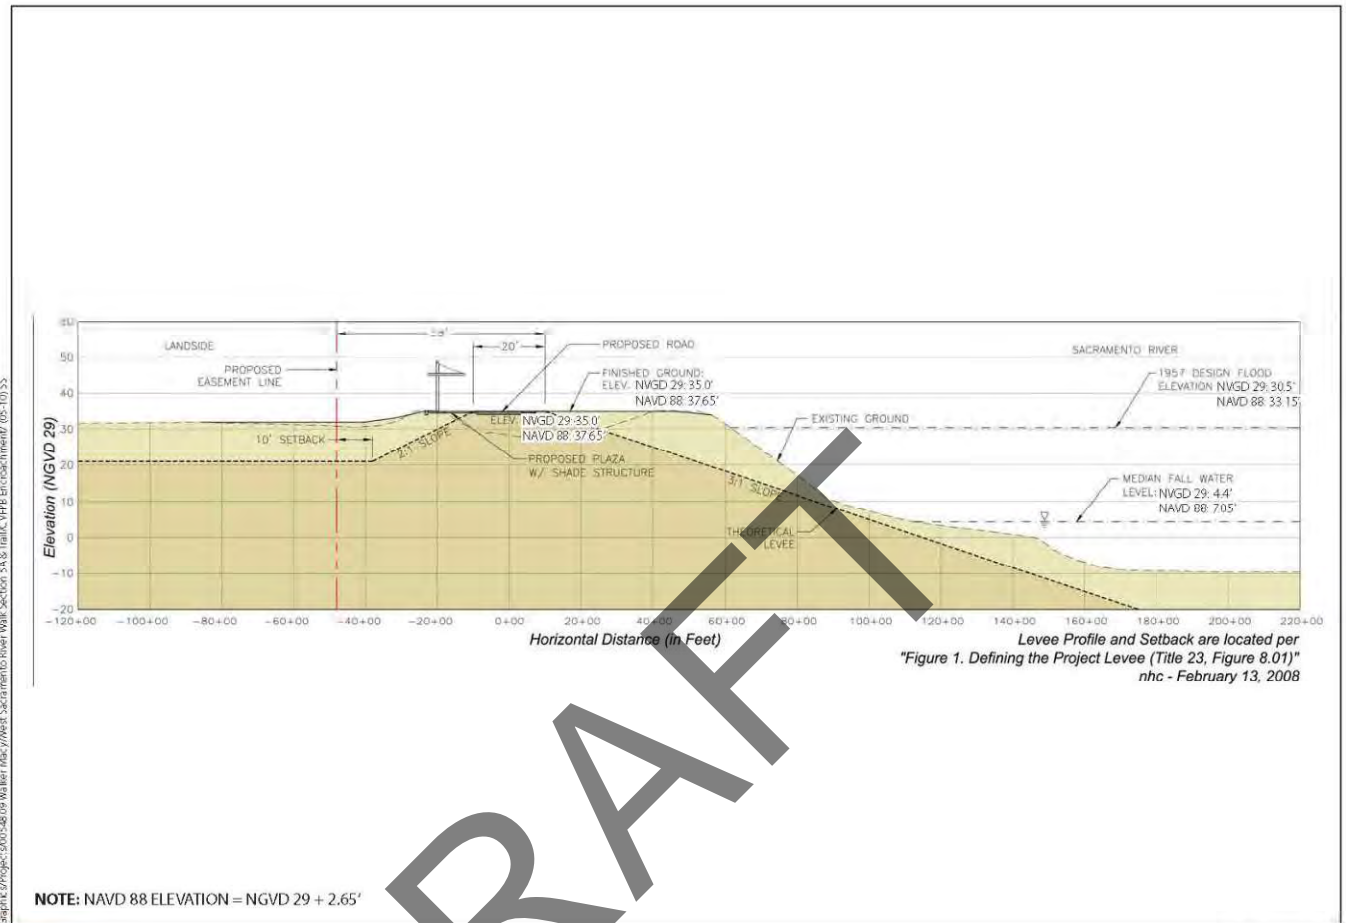 60
50
40
30
20
10
0
-10
-20
Elevation (NGVD 29)
LANDSIDE
PROPOSED
EASEMENT LINE
20'
PROPOSED ROAD
FINISHED GROUND:
ELEV. NVGD 29: 35.0'
NAVD 88: 37.65'
SACRAMENTO RIVER
1957 DESIGN FLOOD
ELEVATION NVGD 29: 30.5'
NAVD 88: 33.15'
10' SETBACK
2:1 SLOPE
ELEV. NVGD 29: 35.0'
NAVD 88: 37.65
EXISTING GROUND
PROPOSED PLAZA
W/ SHADE STRUCTURE
3:1 SLOPE
MEDIAN FALL WATER
LEVEL: NVGD 29: 4.4'
NAVD 88: 7.05'
THEORETICAL
LEVEE
-120+00 -100+00 -80+00 -60+00 -40+00 -20+00 0+00 20+00 40+00 60+00 80+00 100+00 120+00 140+00 160+00 180+00 200+00 220+00
Horizontal Distance (in Feet)
Levee Profile and Setback are located per
"Figure 1. Defining the Project Levee (Title 23, Figure 8.01)"
nhc - February 13, 2008
RAFT
NOTE: NAVD 88 ELEVATION = NGVD 29 + 2.65'